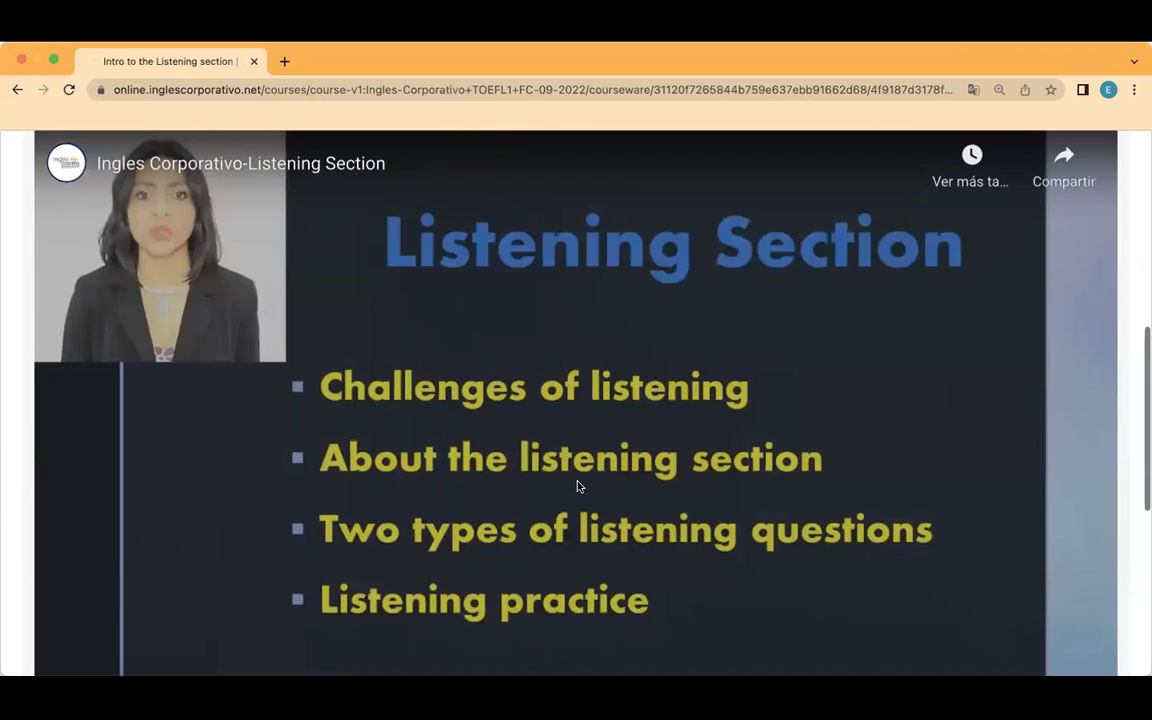 Intro to the Listening section |
online.inglescorporativo.net/courses/course-v1:Ingles-Corporativo+TOEFL1+FC-09-2022/courseware/31120f7265844b759e637ebb91662d68/4f9187d3178f...
E
Ingles Corporativo-Listening Section
Ver más ta...
Compartir
Listening Section
Challenges of listening
About the listening section
Two types of listening questions
Listening practice